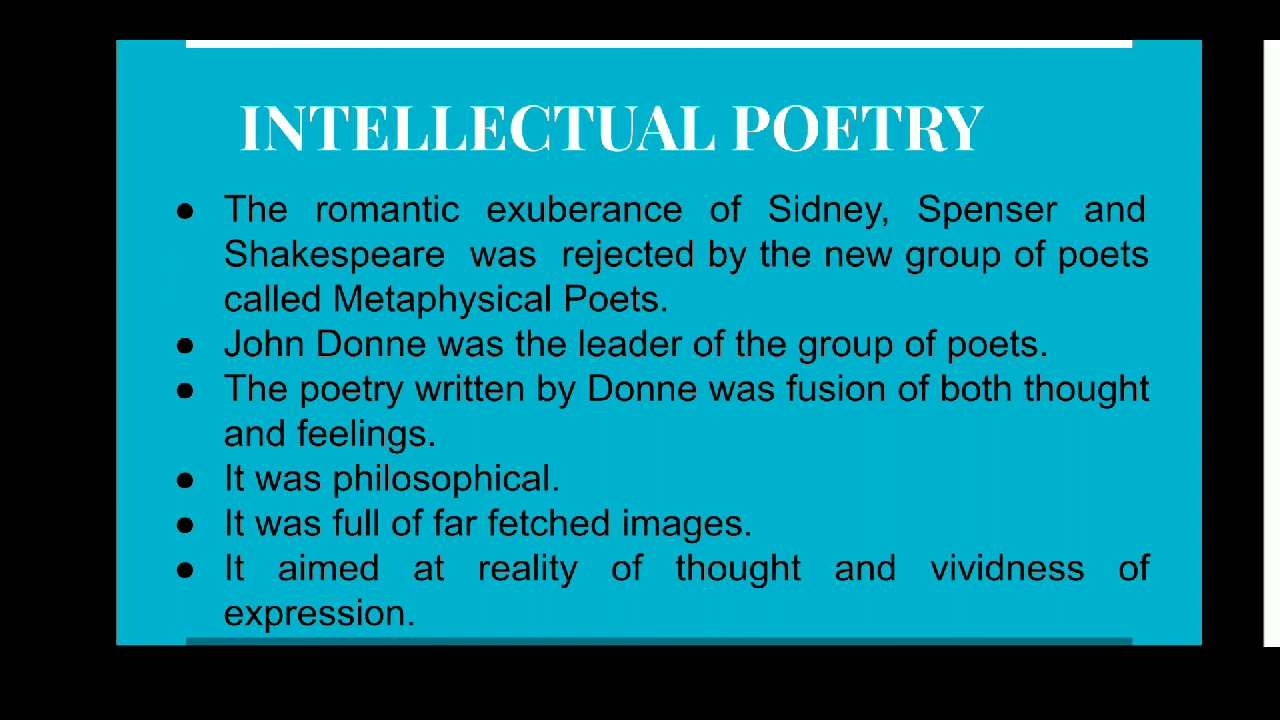 INTELLECTUAL POETRY
● The romantic exuberance of Sidney, Spenser and
Shakespeare was rejected by the new group of poets
called Metaphysical Poets.
● John Donne was the leader of the group of poets.
● The poetry written by Donne was fusion of both thought
and feelings.
● It was philosophical.
● It was full of far fetched images.
● It aimed at reality of thought and vividness of
expression.